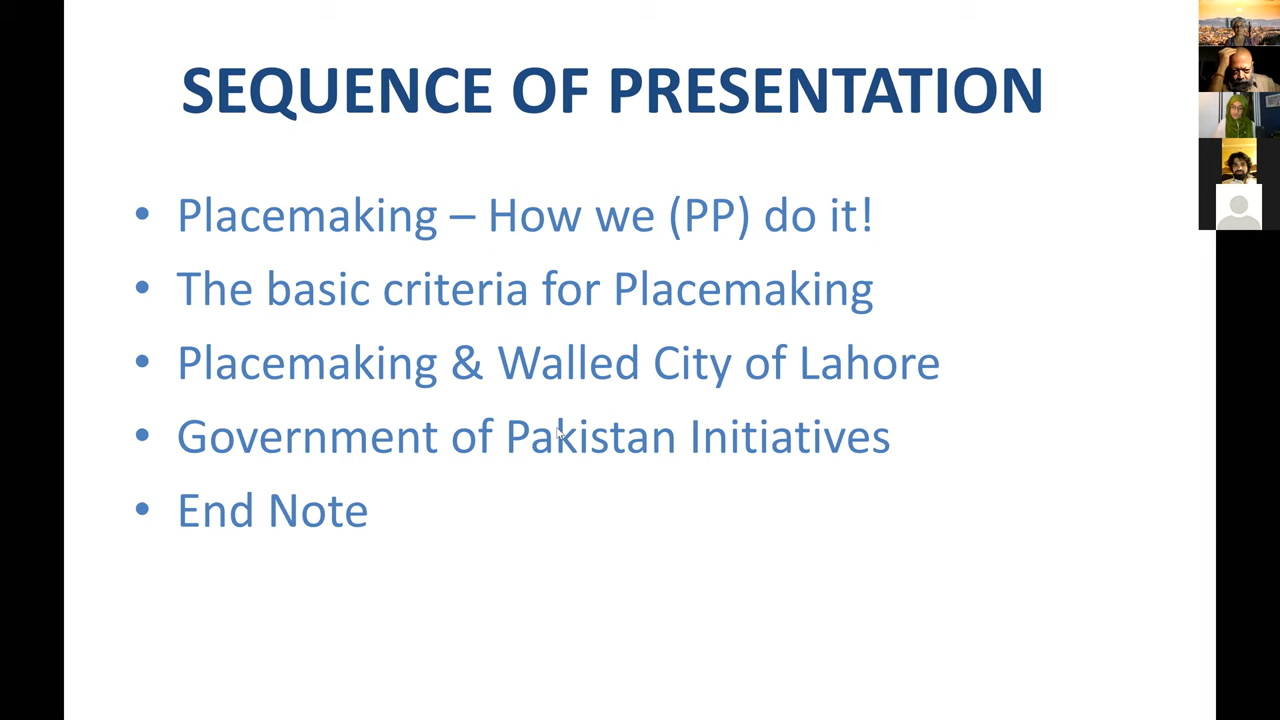 SEQUENCE OF PRESENTATION
• Placemaking – How we (PP) do it!
• The basic criteria for Placemaking
• Placemaking & Walled City of Lahore
• Government of Pakistan Initiatives
• End Note